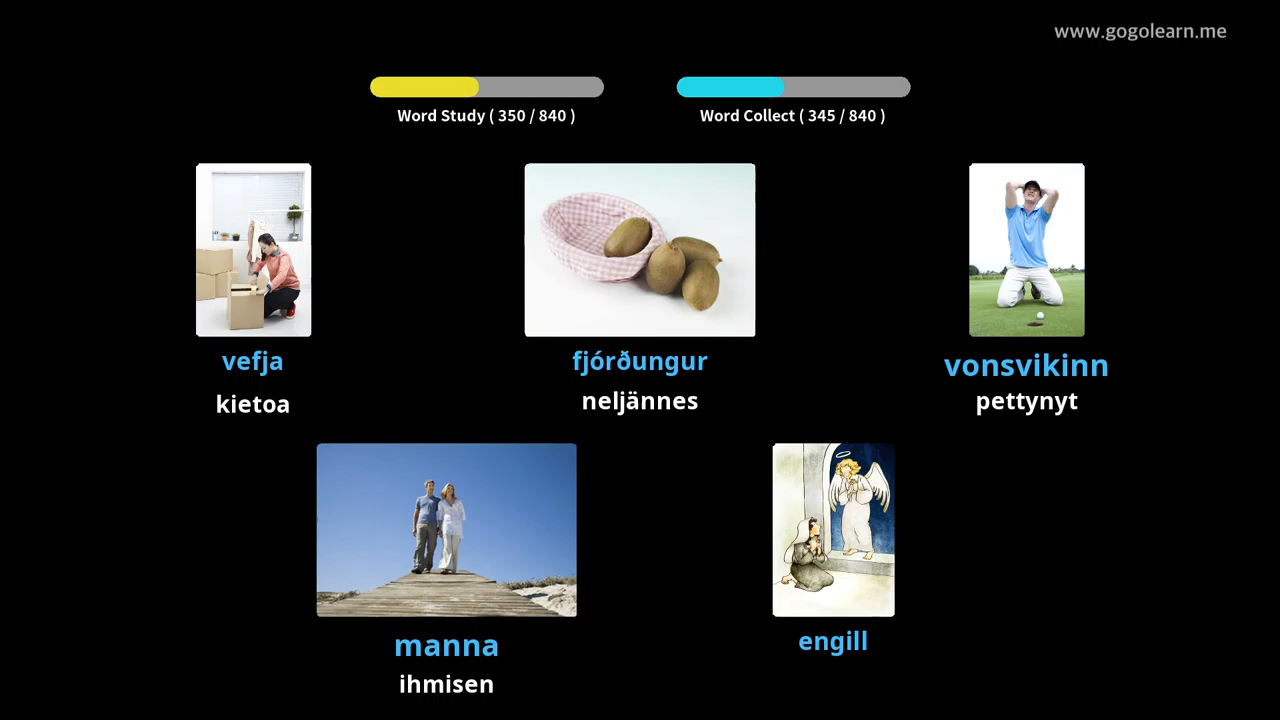 www.gogolearn.me
Word Study ( 350 / 840 )
Word Collect ( 345 / 840 )
vefja
kietoa
fjórðungur
neljännes
vonsvikinn
pettynyt
manna
ihmisen
engill